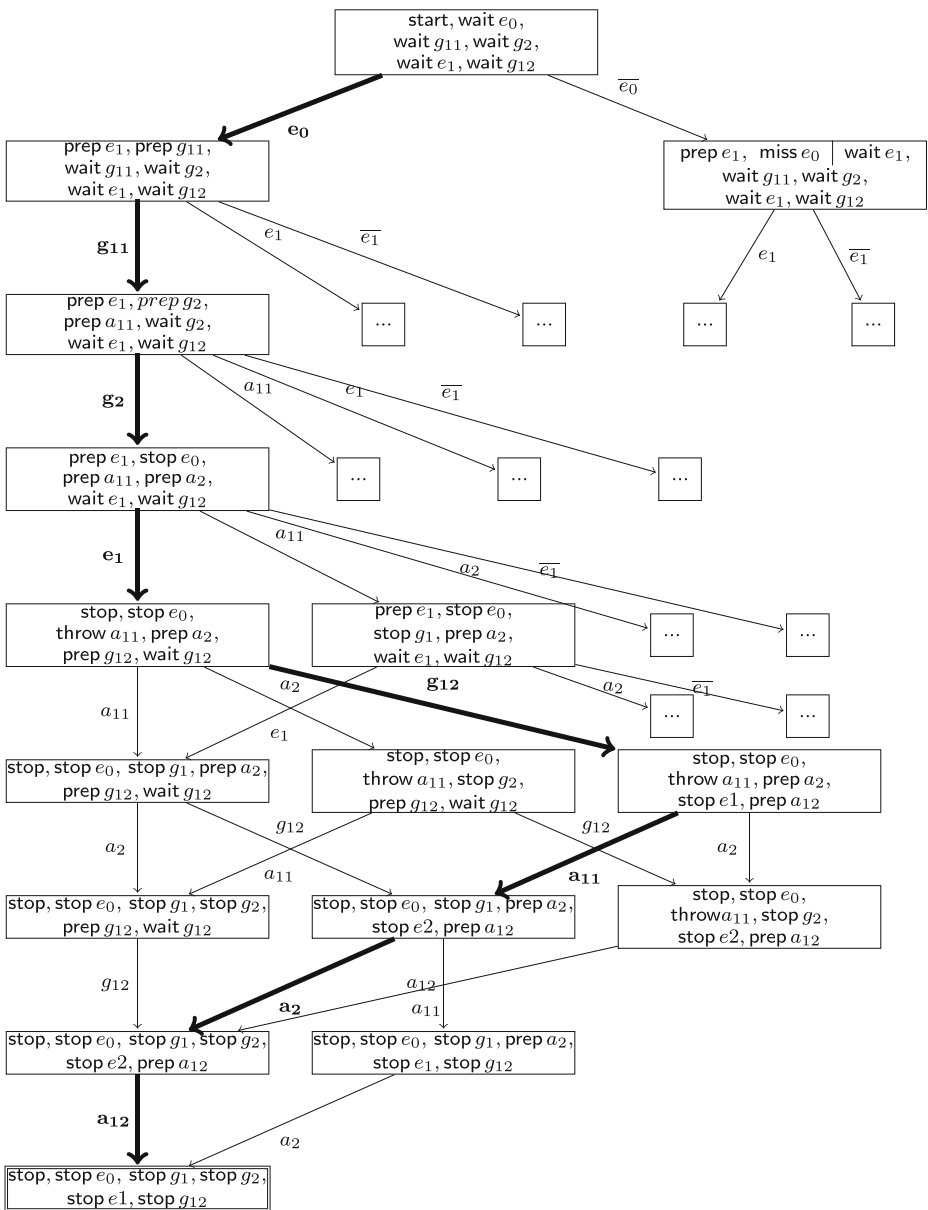 start, wait e₀,
wait g₁₁, wait g₂,
wait e₁, wait g₁₂
e̅₀̅
e₀
prep e₁, prep g₁₁,
wait g₁₁, wait g₂,
wait e₁, wait g₁₂
prep e₁, miss e₀ | wait e₁,
wait g₁₁, wait g₂,
wait e₁, wait g₁₂
g₁₁
e₁
e̅₁̅
e₁
e̅₁̅
prep e₁, prep g₂,
prep a₁₁, wait g₂,
wait e₁, wait g₁₂
...
...
...
...
g₂
a₁₁
e₁
e̅₁̅
prep e₁, stop e₀,
prep a₁₁, prep a₂,
wait e₁, wait g₁₂
...
...
...
e₁
a₁₁
a₂
e̅₁̅
stop, stop e₀,
throw a₁₁, prep a₂,
prep g₁₂, wait g₁₂
prep e₁, stop e₀,
stop g₁, prep a₂,
wait e₁, wait g₁₂
...
...
a₁₁
a₂
e₁
g₁₂
a₂
e̅₁̅
...
...
stop, stop e₀, stop g₁, prep a₂,
prep g₁₂, wait g₁₂
stop, stop e₀,
throw a₁₁, stop g₂,
prep g₁₂, wait g₁₂
stop, stop e₀,
throw a₁₁, prep a₂,
stop e1, prep a₁₂
a₂
g₁₂
a₁₁
g₁₂
a₁₁
a₂
stop, stop e₀, stop g₁, stop g₂,
prep g₁₂, wait g₁₂
stop, stop e₀, stop g₁, prep a₂,
stop e2, prep a₁₂
stop, stop e₀,
throwa₁₁, stop g₂,
stop e2, prep a₁₂
g₁₂
a₂
a₁₂
a₁₁
stop, stop e₀, stop g₁, stop g₂,
stop e2, prep a₁₂
stop, stop e₀, stop g₁, prep a₂,
stop e₁, stop g₁₂
a₁₂
a₂
stop, stop e₀, stop g₁, stop g₂,
stop e1, stop g₁₂